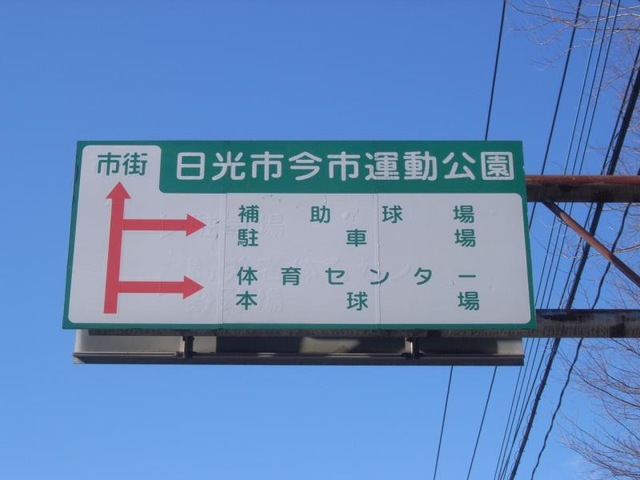 市街
日光市今市運動公園
補助球場
駐車場
体育センター
本球場